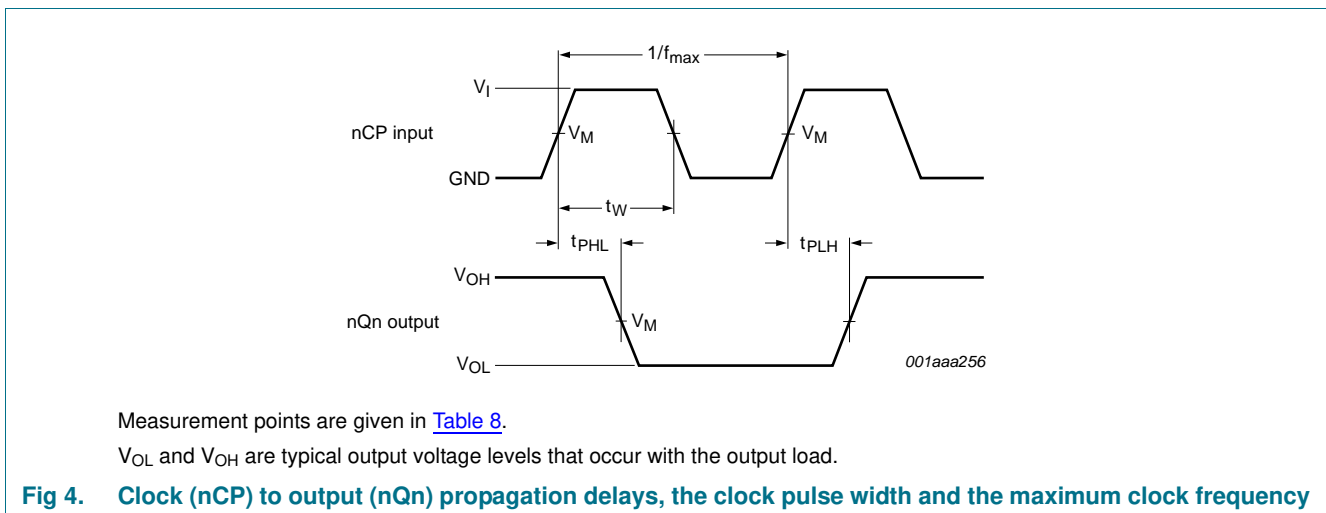 1/fmax
VI
nCP input
VM
VM
GND
tW
tPHL
tPLH
VOH
nQn output
VM
VOL
001aaa256
Measurement points are given in Table 8.
VOL and VOH are typical output voltage levels that occur with the output load.
Fig 4. Clock (nCP) to output (nQn) propagation delays, the clock pulse width and the maximum clock frequency